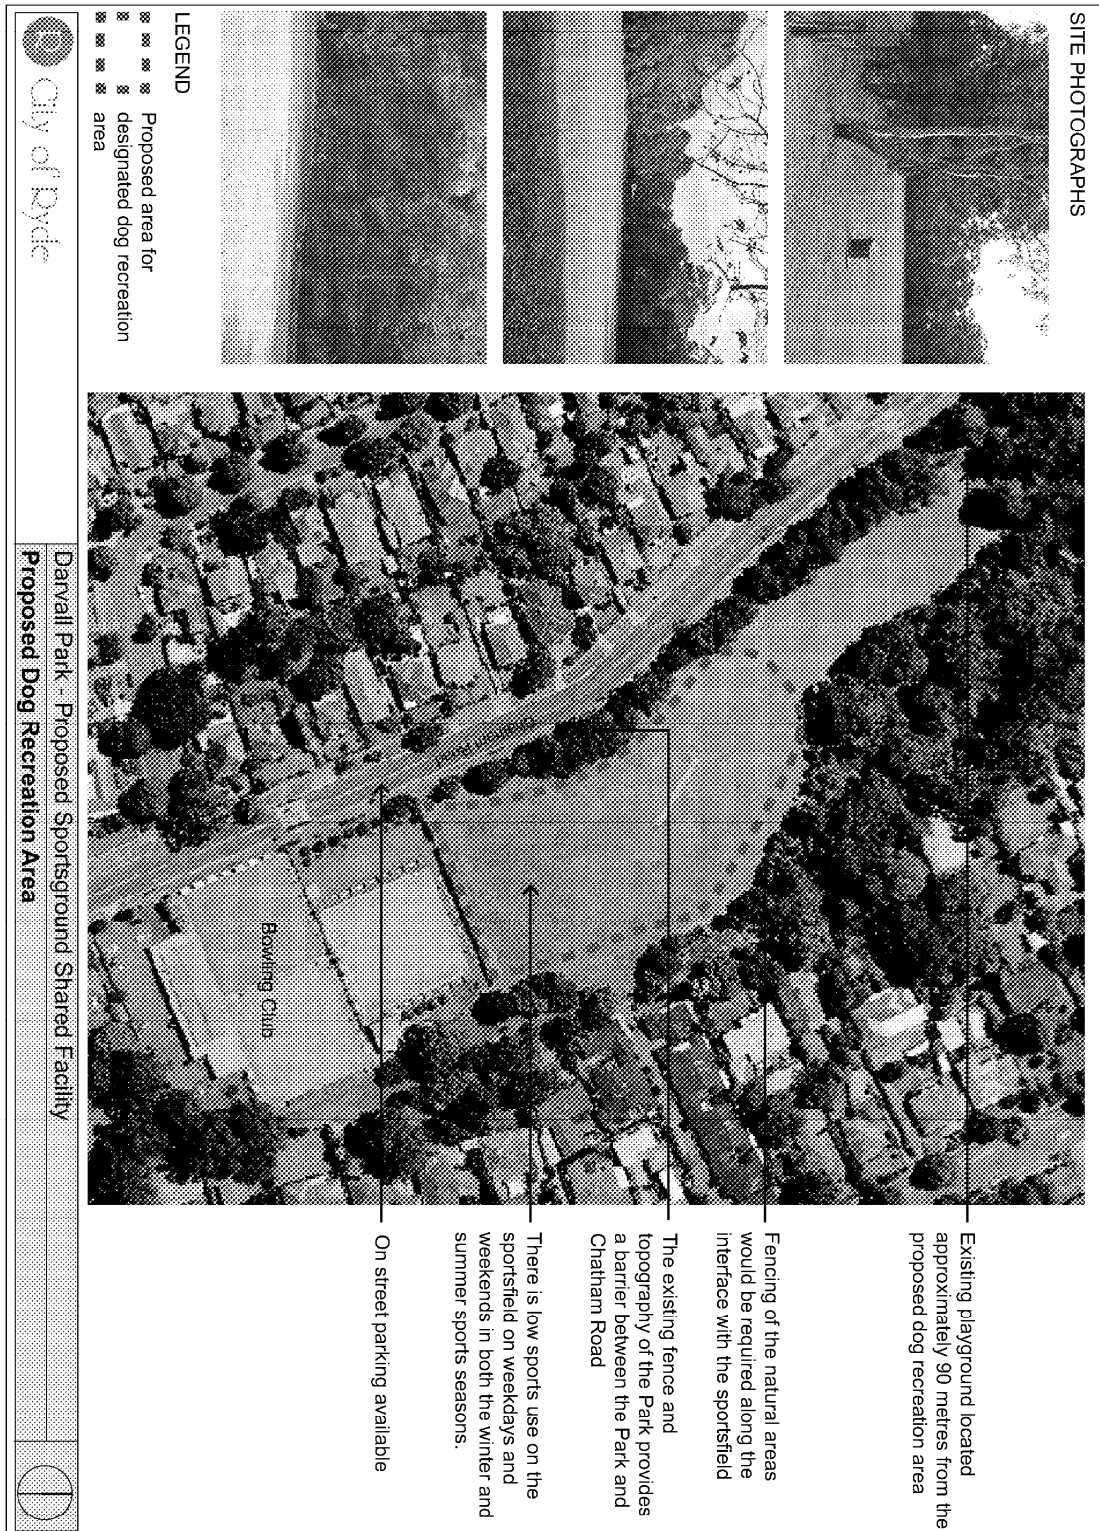 SITE PHOTOGRAPHS
Existing playground located
approximately 90 metres from the
proposed dog recreation area
Fencing of the natural areas
would be required along the
interface with the sportsfield
The existing fence and
topography of the Park provides
a barrier between the Park and
Chatham Road
There is low sports use on the
sportsfield on weekdays and
weekends in both the winter and
summer sports seasons.
On street parking available
Chatham Road
Bowling Club
LEGEND
Proposed area for
designated dog recreation
area
City of Ryde
Darvall Park - Proposed Sportsground Shared Facility
Proposed Dog Recreation Area